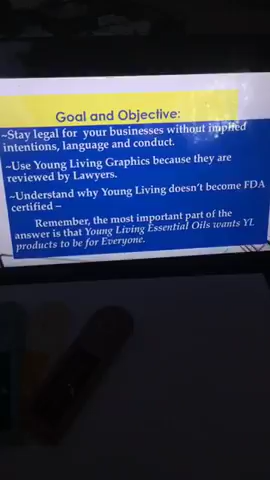 Goal and Objective:
~Stay legal for your businesses without implied
intentions, language and conduct.
~Use Young Living Graphics because they are
reviewed by Lawyers.
~Understand why Young Living doesn't become FDA
certified –
Remember, the most important part of the
answer is that Young Living Essential Oils wants YL
products to be for Everyone.